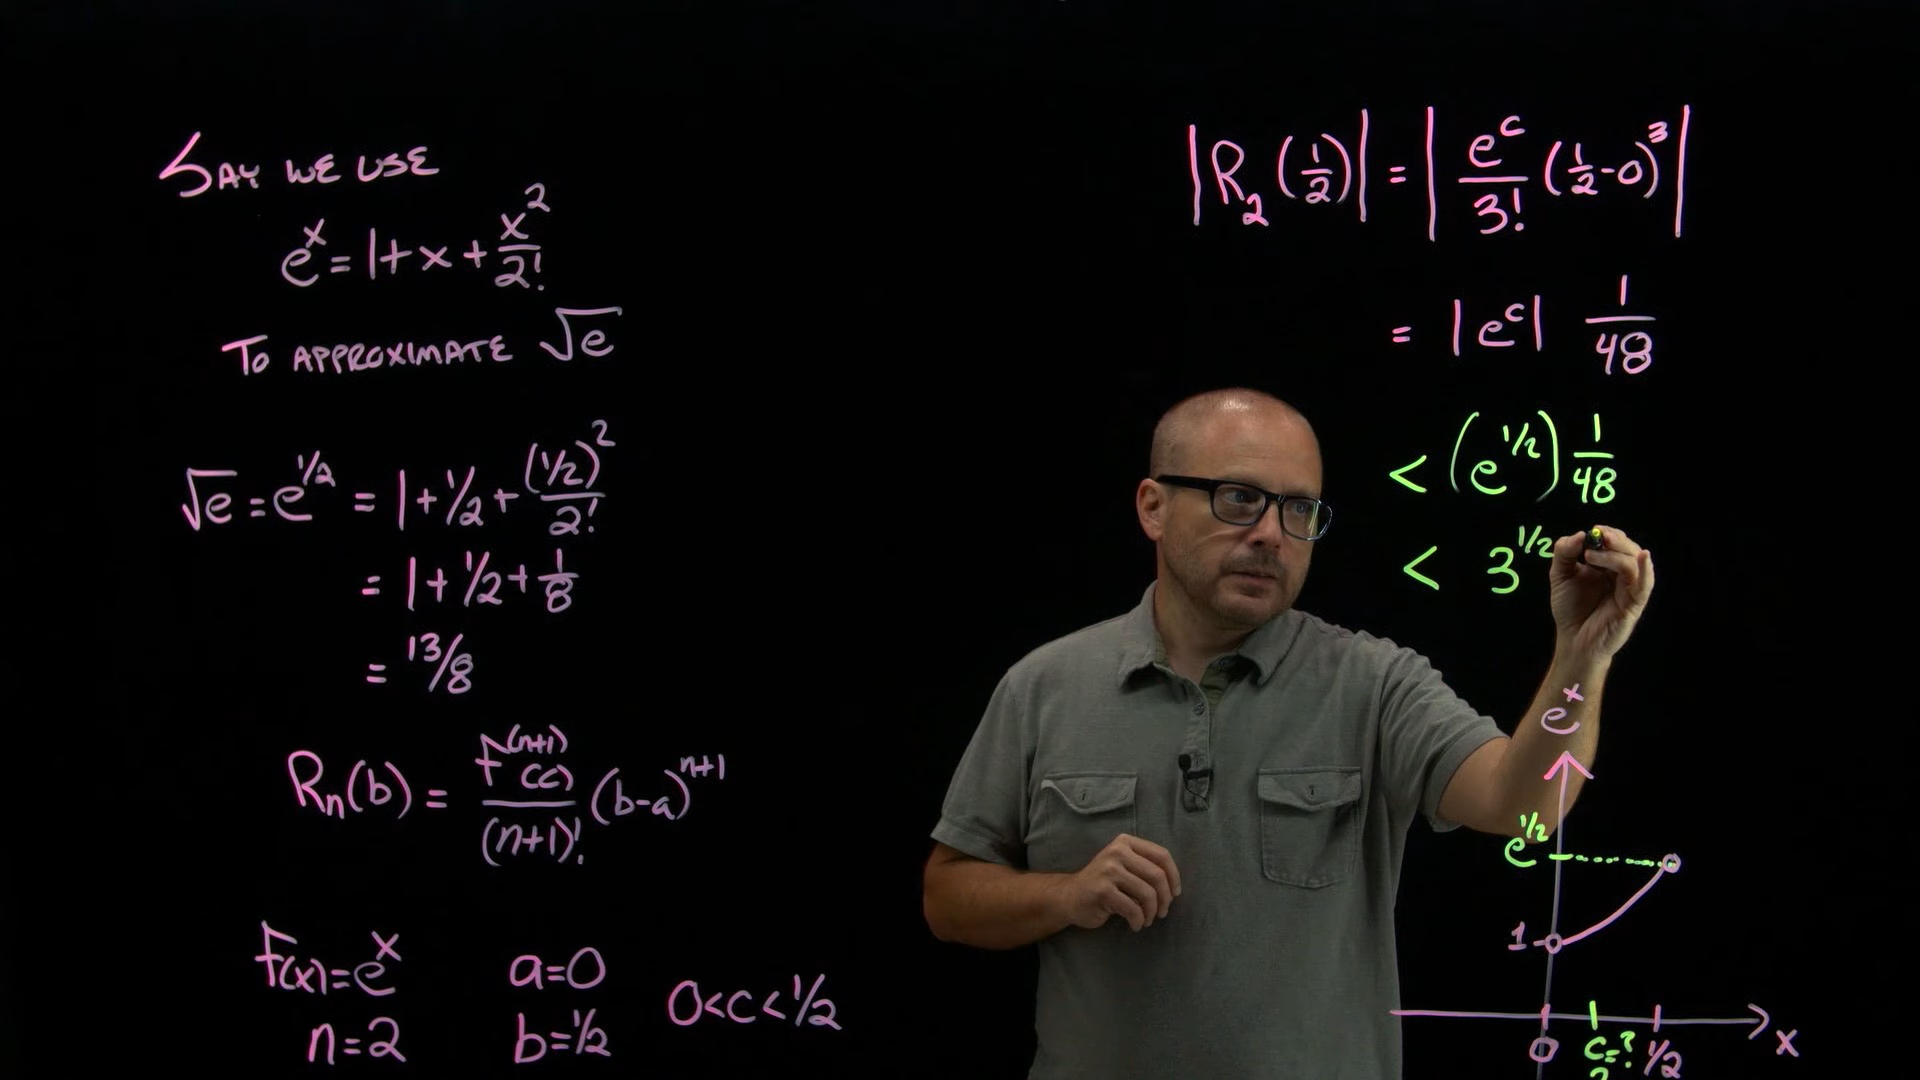 SAY WE USE
e^x = 1 + x + x^2/2!
TO APPROXIMATE √e
√e = e^1/2 = 1 + 1/2 + (1/2)^2/2!
= 1 + 1/2 + 1/8
= 13/8
R_n(b) = f^(n+1)(c)/(n+1)! (b-a)^n+1
f(x) = e^x a=0
n=2 b=1/2
0<c<1/2
|R_2(1/2)| = |e^c/3! (1/2-0)^3|
= |e^c| 1/48
< (e^1/2) 1/48
< 3^1/2
e^x
e^1/2
1
0 c=? 1/2 x
?